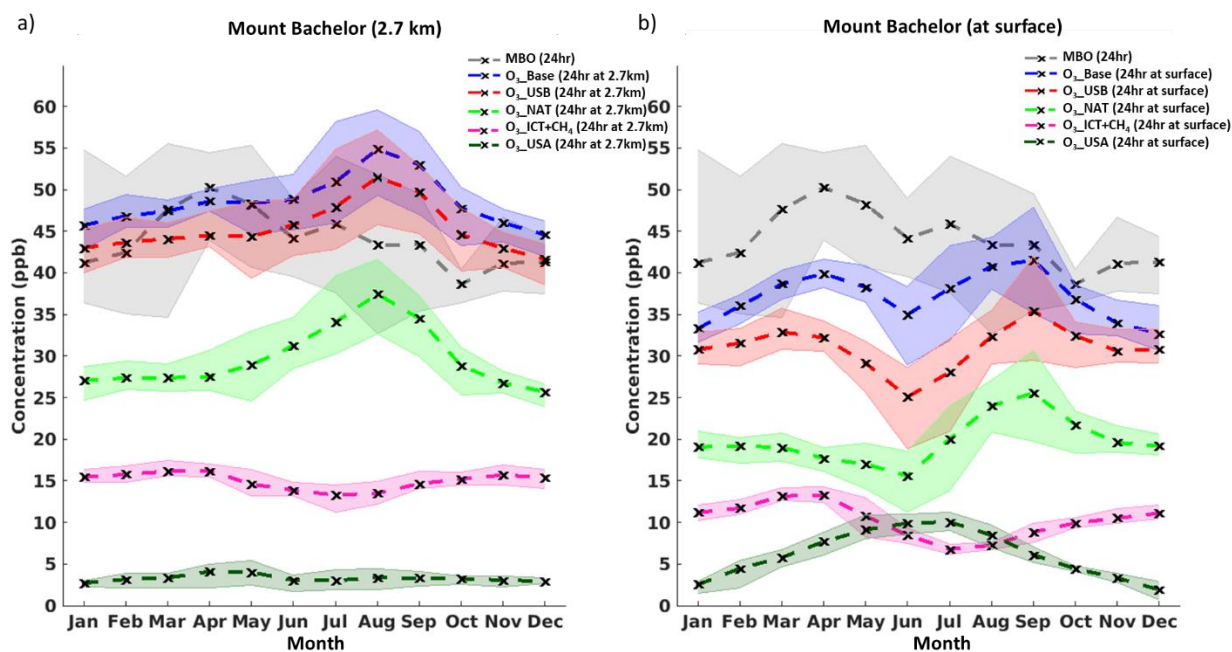 a)
Mount Bachelor (2.7 km)
MBO (24hr)
O₃_Base (24hr at 2.7km)
O₃_USB (24hr at 2.7km)
O₃_NAT (24hr at 2.7km)
O₃_ICT+CH₄ (24hr at 2.7km)
O₃_USA (24hr at 2.7km)
Concentration (ppb)
60
55
50
45
40
35
30
25
20
15
10
5
0
Jan Feb Mar Apr May Jun Jul Aug Sep Oct Nov Dec
Month
b)
Mount Bachelor (at surface)
MBO (24hr)
O₃_Base (24hr at surface)
O₃_USB (24hr at surface)
O₃_NAT (24hr at surface)
O₃_ICT+CH₄ (24hr at surface)
O₃_USA (24hr at surface)
Concentration (ppb)
60
55
50
45
40
35
30
25
20
15
10
5
0
Jan Feb Mar Apr May Jun Jul Aug Sep Oct Nov Dec
Month